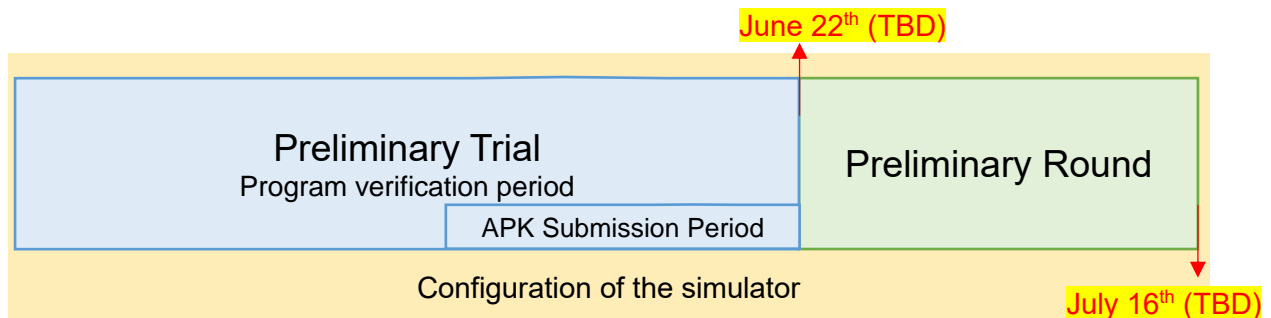 June 22th (TBD)
Preliminary Trial
Program verification period
Preliminary Round
APK Submission Period
Configuration of the simulator
July 16th (TBD)